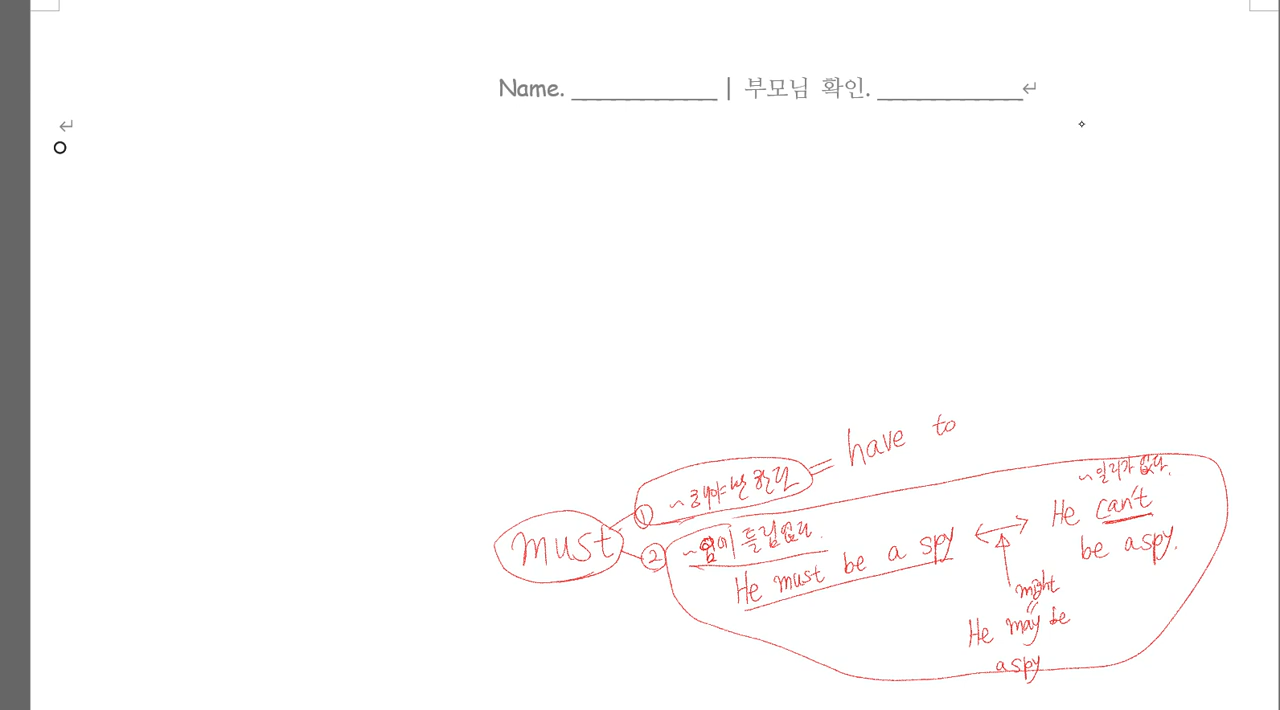 Name. ____________ | 부모님 확인. ____________
have to
① ~해야만 한다
must
② ~임이 틀림없다.
He must be a spy
~일리가 없다.
He can't
be a spy.
might
He may be
a spy